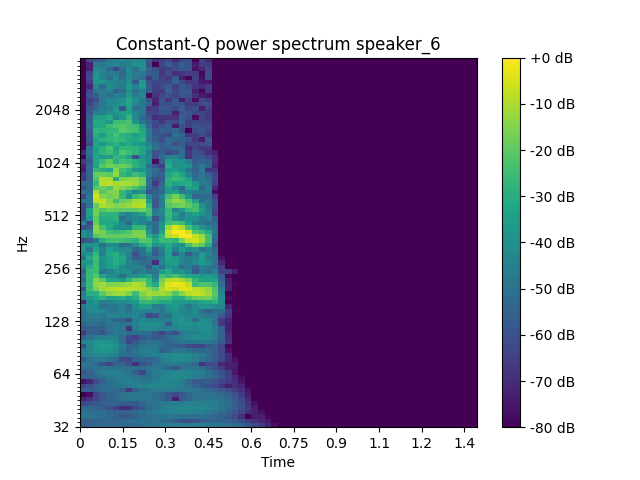 Constant-Q power spectrum speaker_6
Hz
2048
1024
512
256
128
64
32
0 0.15 0.3 0.45 0.6 0.75 0.9 1.1 1.2 1.4
Time
+0 dB
-10 dB
-20 dB
-30 dB
-40 dB
-50 dB
-60 dB
-70 dB
-80 dB